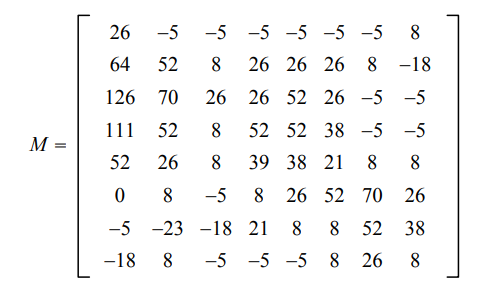 26 –5 –5 –5 –5 –5 –5 8
64 52 8 26 26 26 8 –18
126 70 26 26 52 26 –5 –5
M = 111 52 8 52 52 38 –5 –5
52 26 8 39 38 21 8 8
0 8 –5 8 26 52 70 26
–5 –23 –18 21 8 8 52 38
–18 8 –5 –5 –5 8 26 8